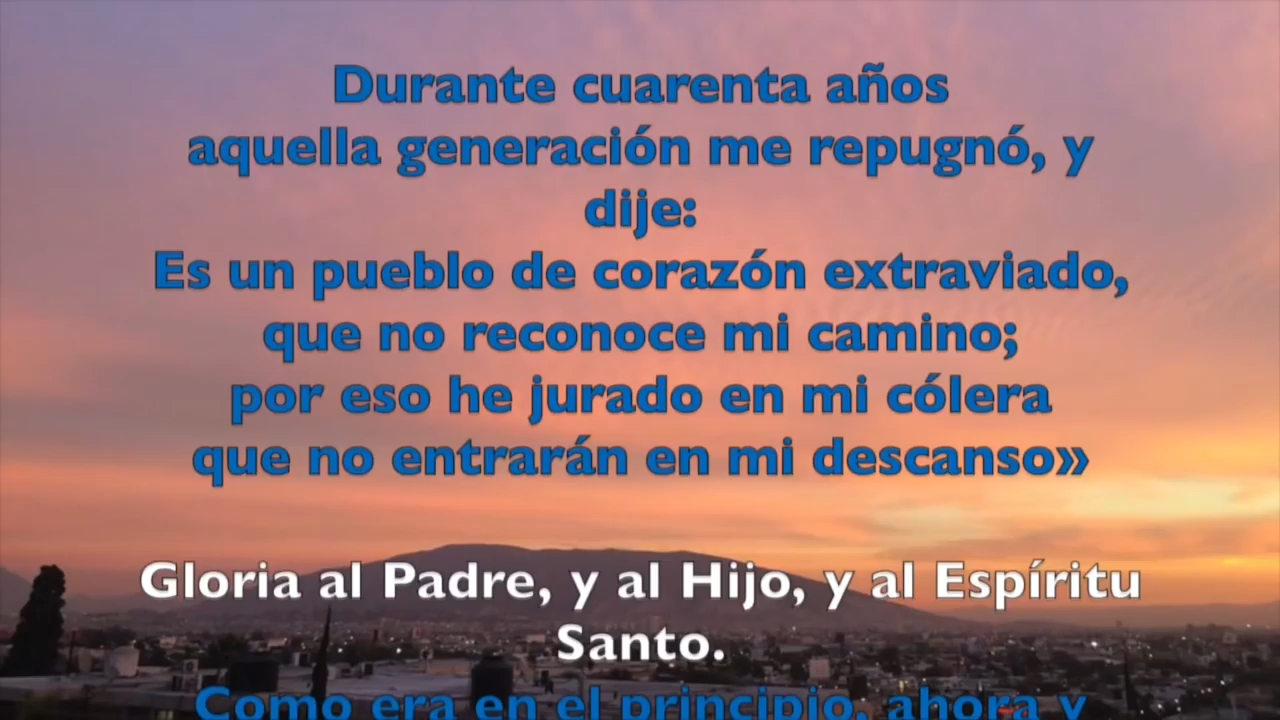 Durante cuarenta años
aquella generación me repugnó, y
dije:
Es un pueblo de corazón extraviado,
que no reconoce mi camino;
por eso he jurado en mi cólera
que no entrarán en mi descanso»
Gloria al Padre, y al Hijo, y al Espíritu
Santo.
Como era en el principio, ahora y